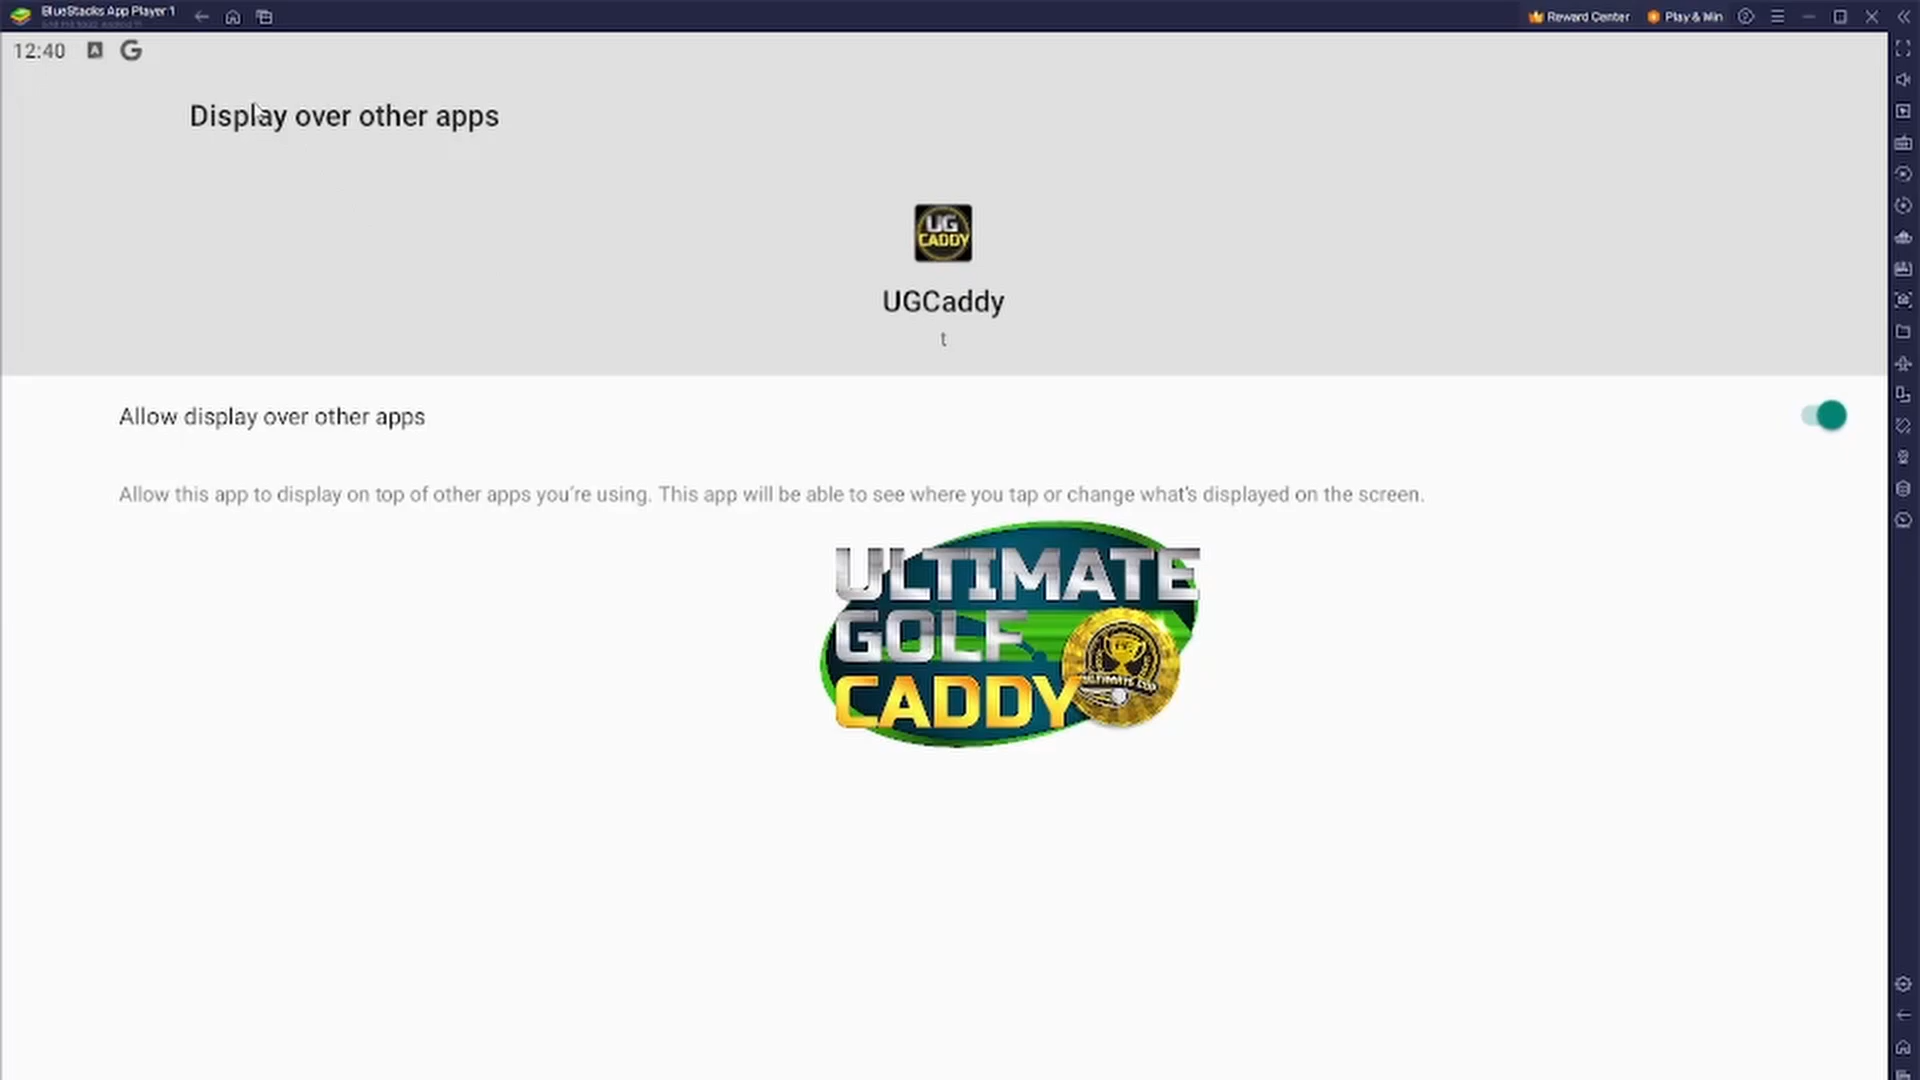 BlueStacks App Player 1
Reward Center
Play & Win
12:40
A
G
Display over other apps
UG
CADDY
UGCaddy
t
Allow display over other apps
Allow this app to display on top of other apps you're using. This app will be able to see where you tap or change what's displayed on the screen.
ULTIMATE
GOLF
CADDY
ULTIMATE CUP